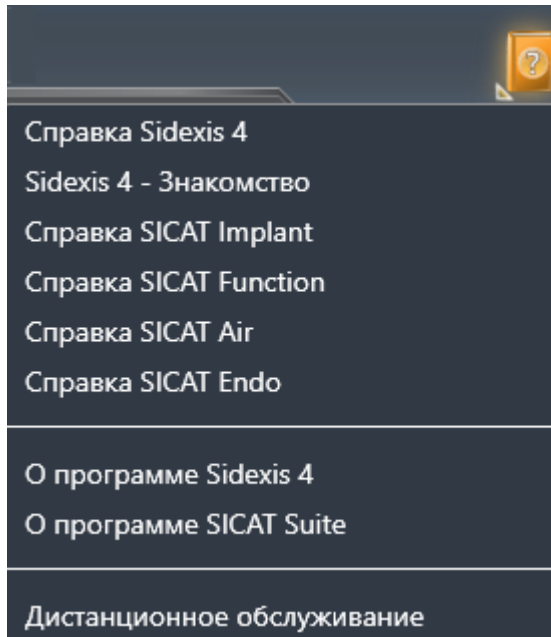 ?
Справка Sidexis 4
Sidexis 4 - Знакомство
Справка SICAT Implant
Справка SICAT Function
Справка SICAT Air
Справка SICAT Endo
О программе Sidexis 4
О программе SICAT Suite
Дистанционное обслуживание